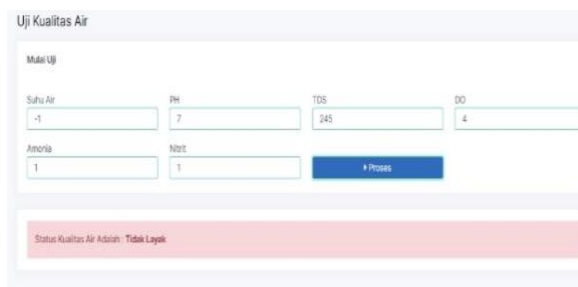 Uji Kualitas Air
Mulai Uji
Suhu Air PH TDS DO
-1 7 245 4
Amonia Nitrit
1 1 Proses
Status Kualitas Air Adalah : Tidak Layak